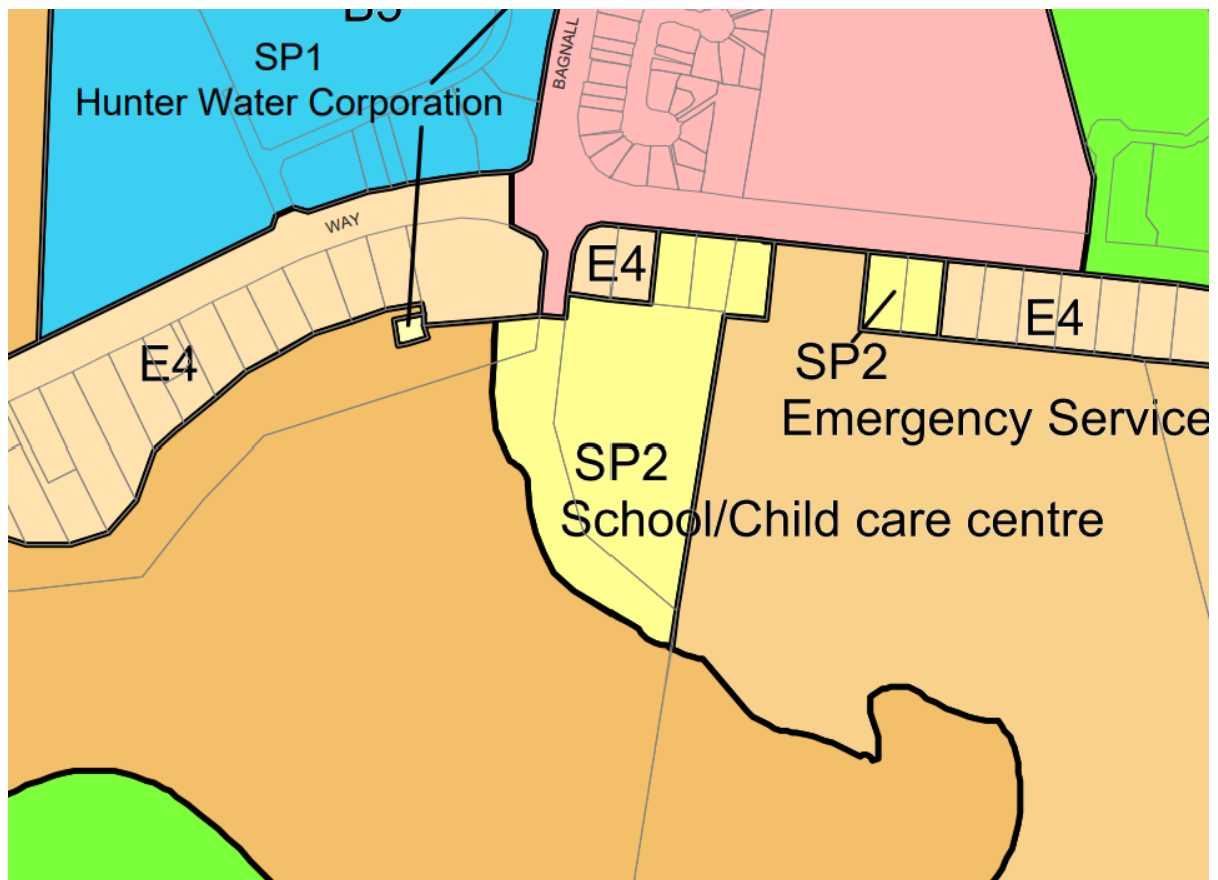 SP1
Hunter Water Corporation
BAGNALL
WAY
E4
E4
E4
SP2
Emergency Service
SP2
School/Child care centre